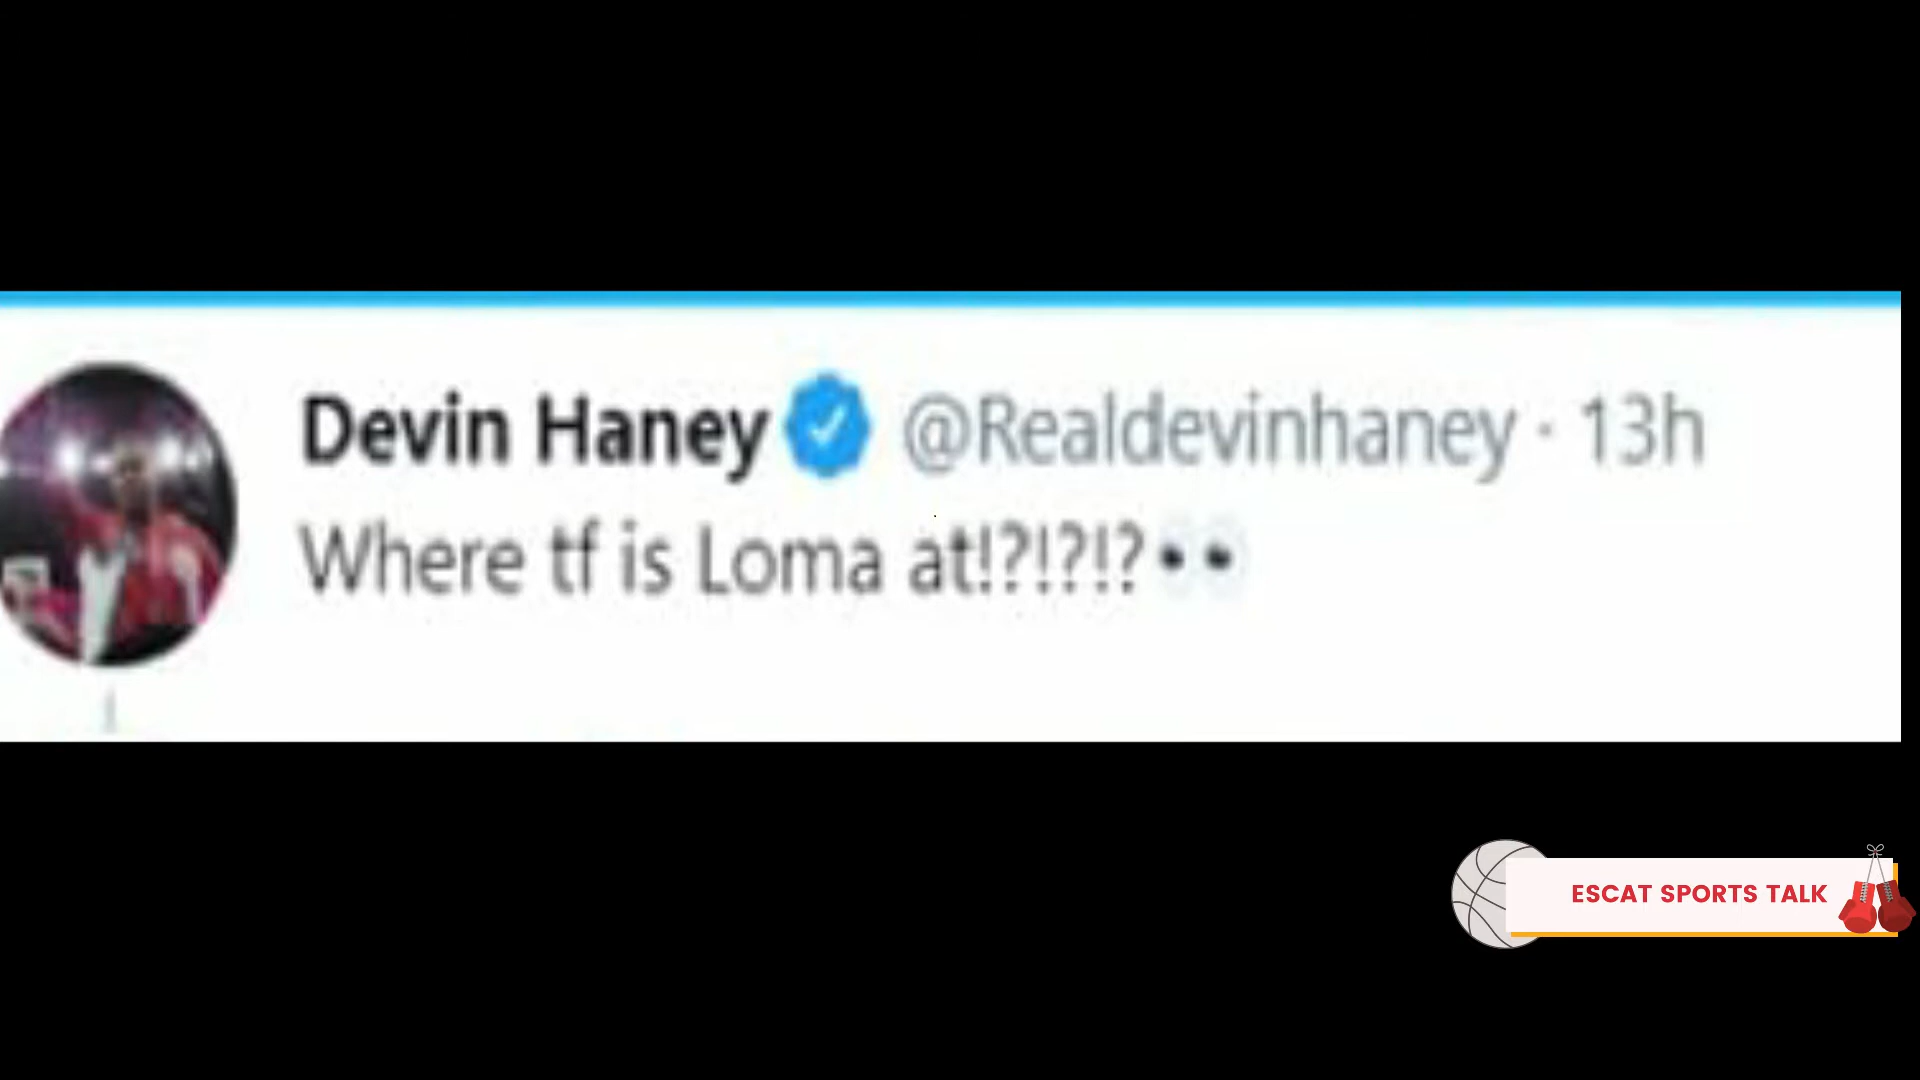 Devin Haney @Realdevinhaney · 13h
Where tf is Loma at!?!?!?👀
ESCAT SPORTS TALK